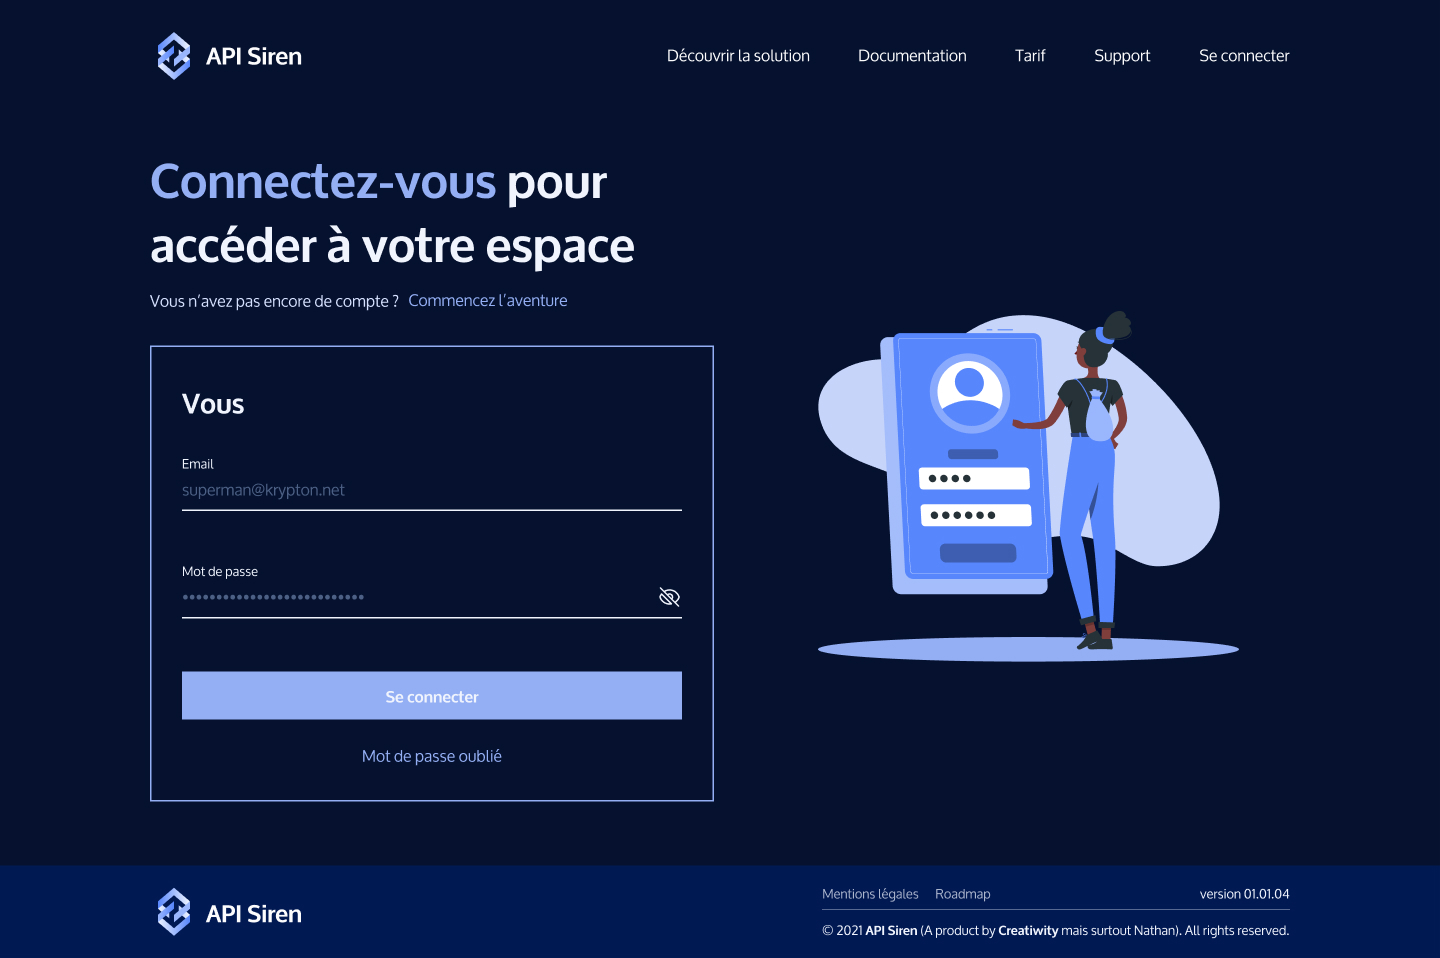 API Siren
Découvrir la solution
Documentation
Tarif
Support
Se connecter
Connectez-vous pour
accéder à votre espace
Vous n’avez pas encore de compte ? Commencez l’aventure
Vous
Email
superman@krypton.net
Mot de passe
•••••••••••••••••••••••••••
Se connecter
Mot de passe oublié
API Siren
Mentions légales
Roadmap
version 01.01.04
© 2021 API Siren (A product by Creatiwity mais surtout Nathan). All rights reserved.